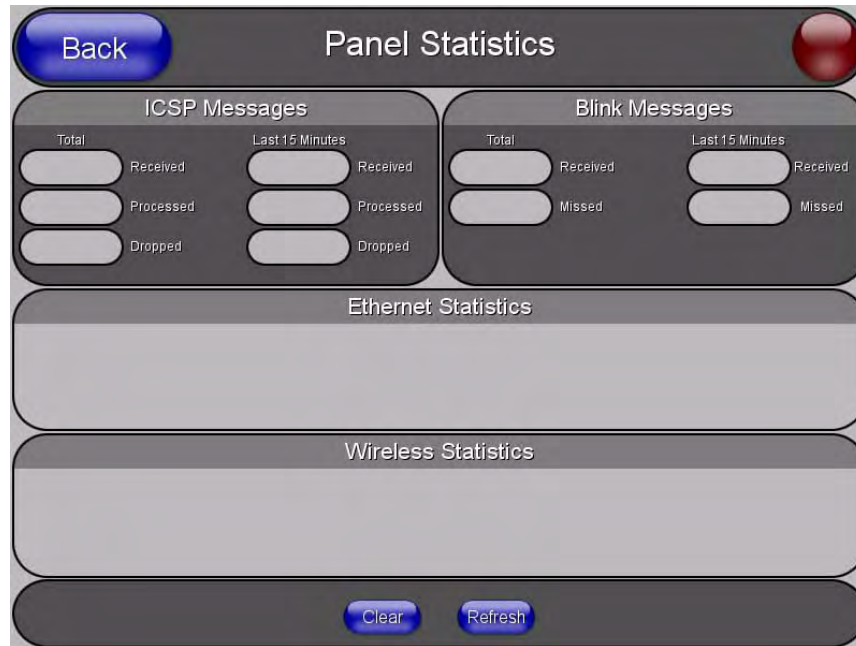 Back
Panel Statistics
ICSP Messages
Total
Last 15 Minutes
Received
Received
Processed
Processed
Dropped
Dropped
Blink Messages
Total
Last 15 Minutes
Received
Received
Missed
Missed
Ethernet Statistics
Wireless Statistics
Clear
Refresh